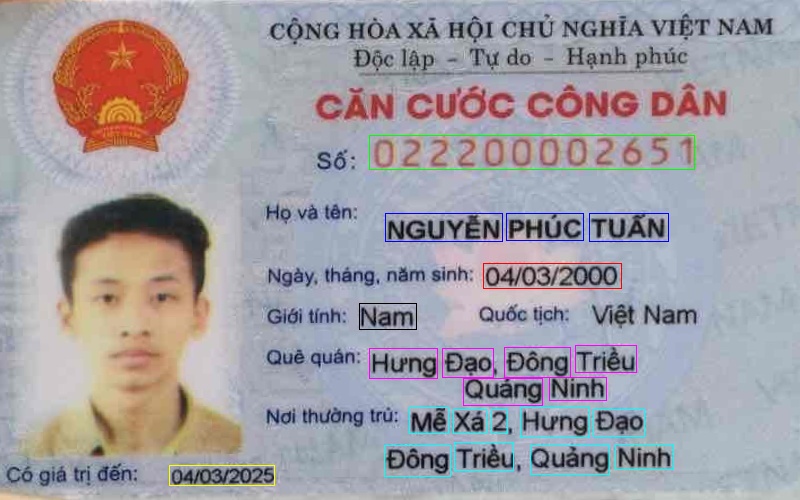 CỘNG HÒA XÃ HỘI CHỦ NGHĨA VIỆT NAM
Độc lập - Tự do - Hạnh phúc
CĂN CƯỚC CÔNG DÂN
Số: 022200002651
Họ và tên: NGUYỄN PHÚC TUẤN
Ngày, tháng, năm sinh: 04/03/2000
Giới tính: Nam Quốc tịch: Việt Nam
Quê quán: Hưng Đạo, Đông Triều
Quảng Ninh
Nơi thường trú: Mễ Xá 2, Hưng Đạo
Đông Triều, Quảng Ninh
Có giá trị đến: 04/03/2025